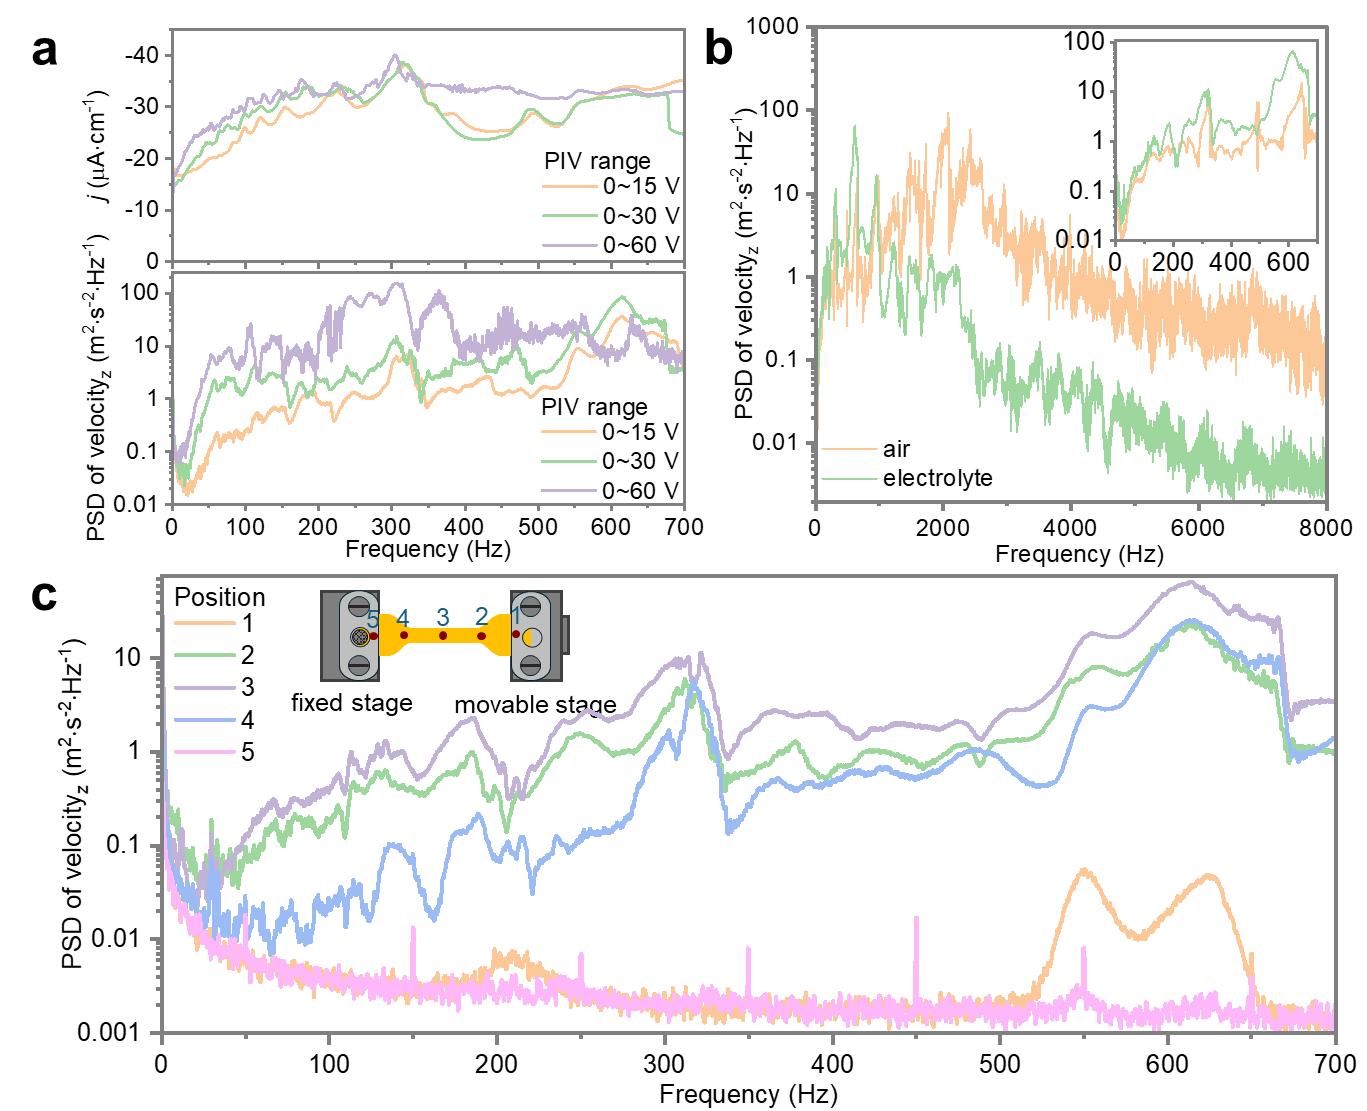 a
j (μA·cm⁻¹)
-40
-30
-20
-10
0
PIV range
0~15 V
0~30 V
0~60 V
PSD of velocity_z (m²·s⁻²·Hz⁻¹)
100
10
1
0.1
0.01
PIV range
0~15 V
0~30 V
0~60 V
0 100 200 300 400 500 600 700
Frequency (Hz)
b
PSD of velocity_z (m²·s⁻²·Hz⁻¹)
1000
100
10
1
0.1
0.01
100
10
1
0.1
0.01
0 200 400 600
air
electrolyte
0 2000 4000 6000 8000
Frequency (Hz)
c
PSD of velocity_z (m²·s⁻²·Hz⁻¹)
10
1
0.1
0.01
0.001
Position
1
2
3
4
5
5 4 3 2 1
fixed stage
movable stage
0 100 200 300 400 500 600 700
Frequency (Hz)